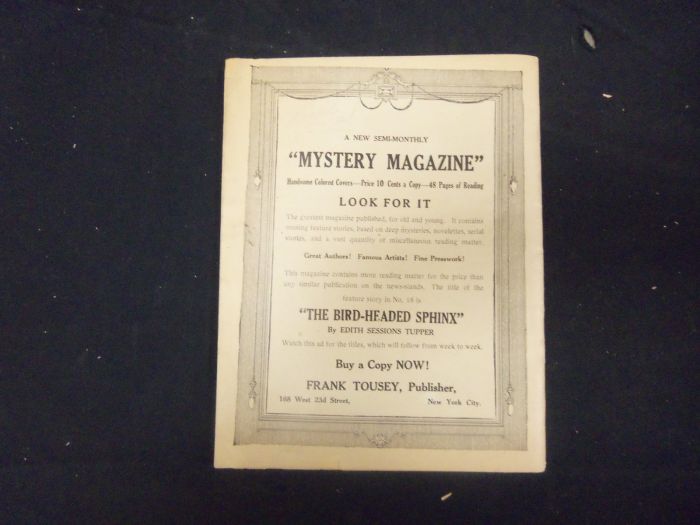 A NEW SEMI-MONTHLY
"MYSTERY MAGAZINE"
Handsome Colored Covers—Price 10 Cents a Copy—48 Pages of Reading
LOOK FOR IT
The greatest magazine published, for old and young. It contains
rousing feature stories, based on deep mysteries, novelettes, serial
stories, and a vast quantity of miscellaneous reading matter.
Great Authors! Famous Artists! Fine Presswork!
This magazine contains more reading matter for the price than
any similar publication on the news-stands. The title of the
feature story in No. 18 is
"THE BIRD-HEADED SPHINX"
By EDITH SESSIONS TUPPER
Watch this ad for the titles, which will follow from week to week.
Buy a Copy NOW!
FRANK TOUSEY, Publisher,
168 West 23d Street, New York City.